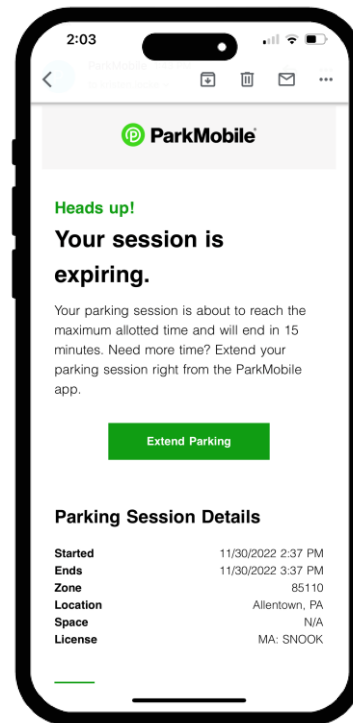 2:03
ParkMobile
Heads up!
Your session is
expiring.
Your parking session is about to reach the
maximum allotted time and will end in 15
minutes. Need more time? Extend your
parking session right from the ParkMobile
app.
Extend Parking
Parking Session Details
Started 11/30/2022 2:37 PM
Ends 11/30/2022 3:37 PM
Zone 85110
Location Allentown, PA
Space N/A
License MA: SNOOK